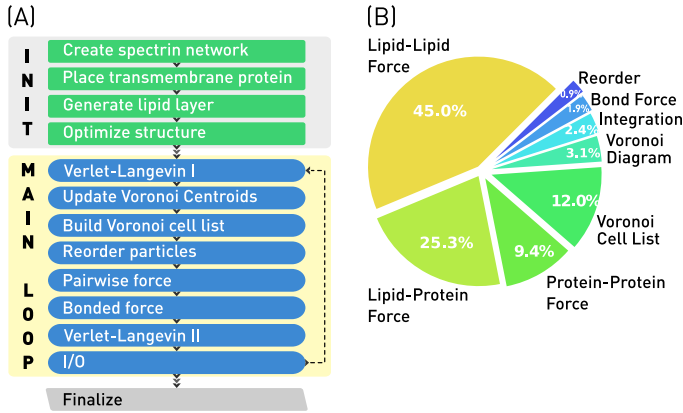 (A)
INIT
Create spectrin network
Place transmembrane protein
Generate lipid layer
Optimize structure
MAIN LOOP
Verlet-Langevin I
Update Voronoi Centroids
Build Voronoi cell list
Reorder particles
Pairwise force
Bonded force
Verlet-Langevin II
I/O
Finalize
(B)
Lipid-Lipid
Force
45.0%
Reorder
0.9%
Bond Force
1.9%
Integration
2.4%
Voronoi
Diagram
3.1%
12.0%
Voronoi
Cell List
9.4%
Protein-Protein
Force
25.3%
Lipid-Protein
Force